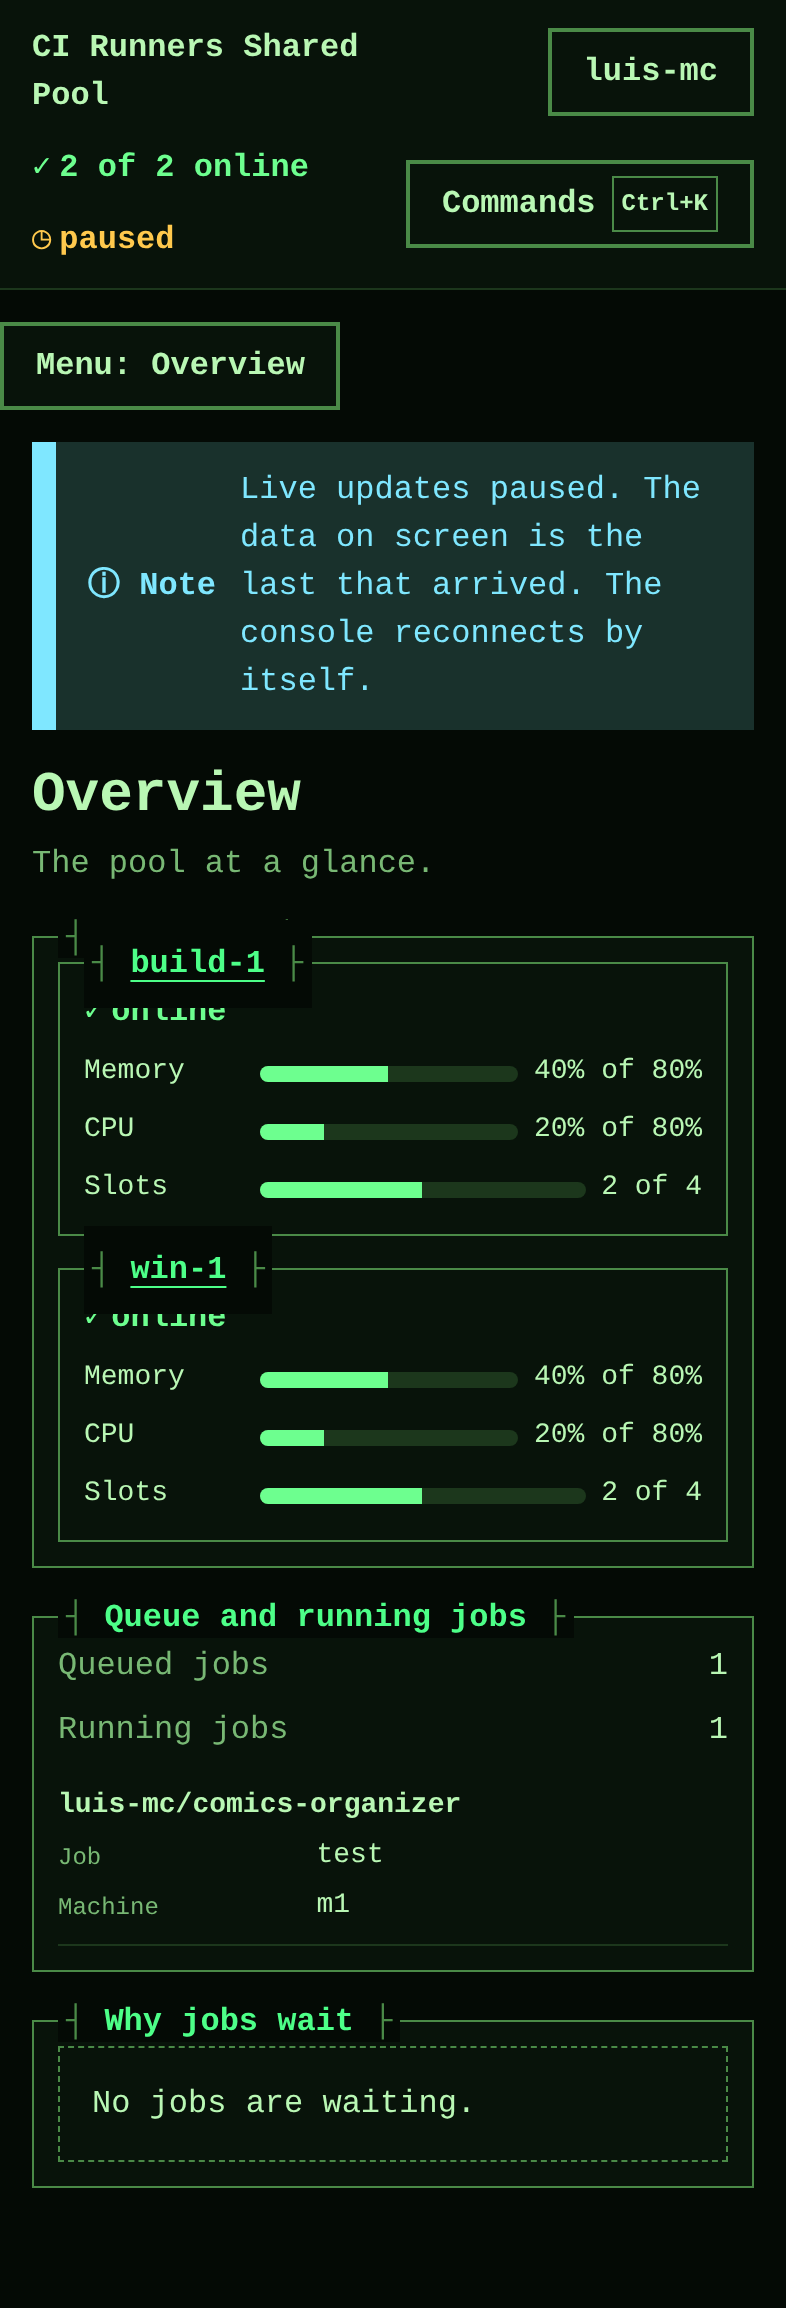 CI Runners Shared
Pool
luis-mc
✓ 2 of 2 online
Commands Ctrl+K
◷ paused
Menu: Overview
ⓘ Note
Live updates paused. The
data on screen is the
last that arrived. The
console reconnects by
itself.
Overview
The pool at a glance.
build-1
✓ online
Memory 40% of 80%
CPU 20% of 80%
Slots 2 of 4
win-1
✓ online
Memory 40% of 80%
CPU 20% of 80%
Slots 2 of 4
Queue and running jobs
Queued jobs 1
Running jobs 1
luis-mc/comics-organizer
Job test
Machine m1
Why jobs wait
No jobs are waiting.